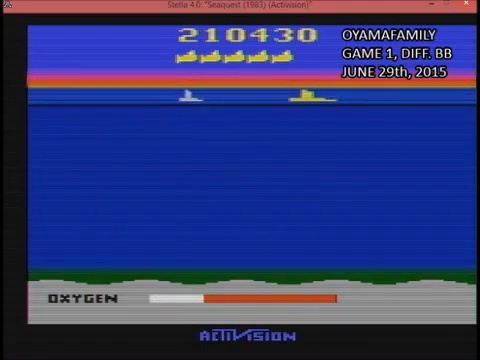 Stella 4.0: "Seaquest (1983) (Activision)"
210430
OYAMAFAMILY
GAME 1, DIFF. BB
JUNE 29th, 2015
OXYGEN
ACTIVISION